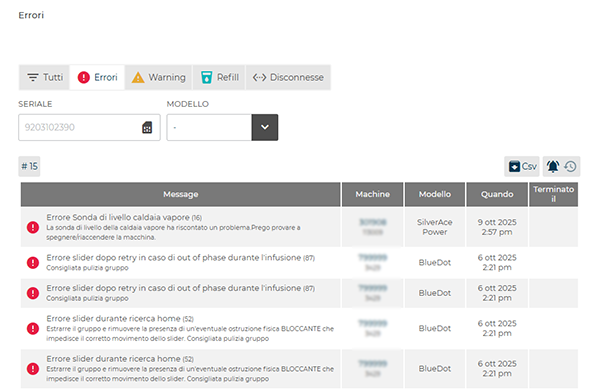 Errori
Tutti Errori Warning Refill Disconnesse
SERIALE MODELLO
9203102390 -
# 15 Csv
Message Machine Modello Quando Terminato il
Errore Sonda di livello caldaia vapore (16)
La sonda di livello della caldaia vapore ha riscontato un problema.Prego provare a
spegnere/riaccendere la macchina.
SilverAce
Power
9 ott 2025
2:57 pm
Errore slider dopo retry in caso di out of phase durante l'infusione (87)
Consigliata pulizia gruppo
BlueDot
6 ott 2025
2:21 pm
Errore slider dopo retry in caso di out of phase durante l'infusione (87)
Consigliata pulizia gruppo
BlueDot
6 ott 2025
2:21 pm
Errore slider durante ricerca home (52)
Estrarre il gruppo e rimuovere la presenza di un'eventuale ostruzione fisica BLOCCANTE che
impedisce il corretto movimento dello slider. Consigliata pulizia gruppo
BlueDot
6 ott 2025
2:21 pm
Errore slider durante ricerca home (52)
Estrarre il gruppo e rimuovere la presenza di un'eventuale ostruzione fisica BLOCCANTE che
impedisce il corretto movimento dello slider. Consigliata pulizia gruppo
BlueDot
6 ott 2025
2:21 pm